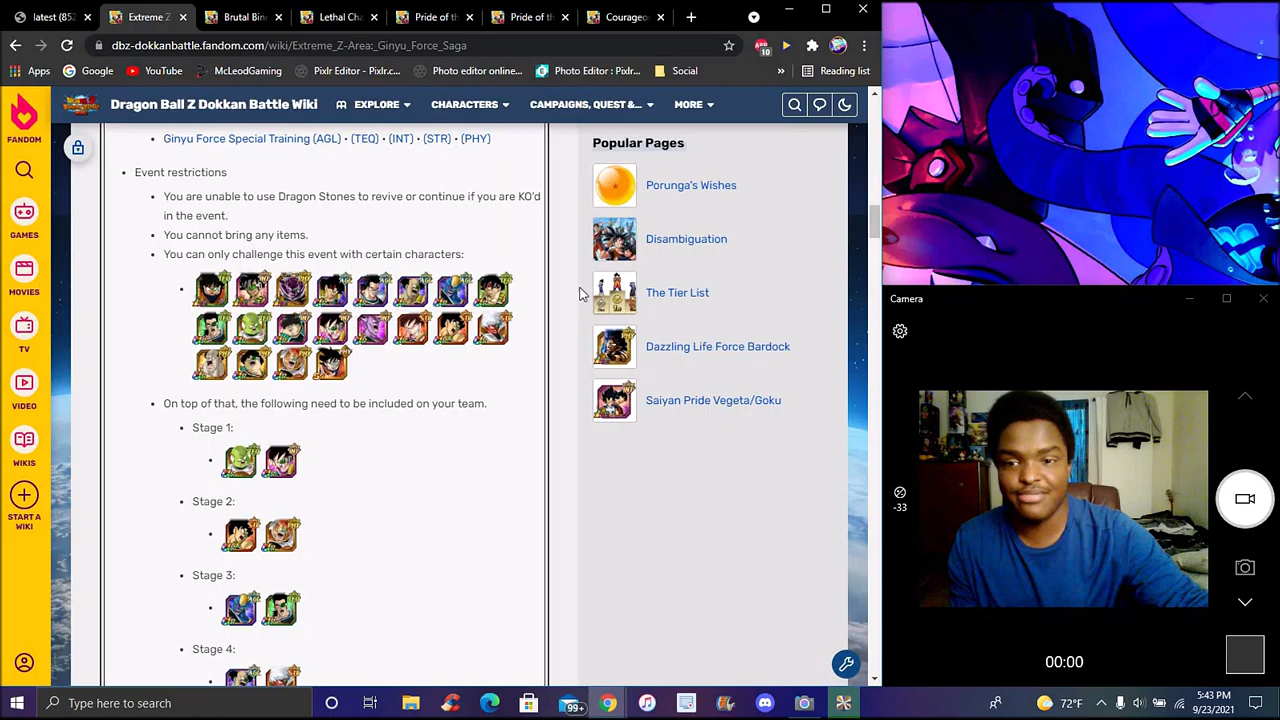 latest (852
Extreme Z
Brutal Bin
Lethal Cha
Pride of th
Pride of th
Courageou
dbz-dokkanbattle.fandom.com/wiki/Extreme_Z-Area:_Ginyu_Force_Saga
10
Apps
Google
YouTube
McLeodGaming
Pixlr Editor - Pixlr.c...
Photo editor online...
Photo Editor : Pixlr...
Social
»
Reading list
FANDOM
GAMES
MOVIES
TV
VIDEO
WIKIS
START A
WIKI
Dragon Ball Z Dokkan Battle Wiki
EXPLORE
CHARACTERS
CAMPAIGNS, QUEST &...
MORE
Ginyu Force Special Training (AGL) • (TEQ) • (INT) • (STR) • (PHY)
Event restrictions
You are unable to use Dragon Stones to revive or continue if you are KO'd
in the event.
You cannot bring any items.
You can only challenge this event with certain characters:
On top of that, the following need to be included on your team.
Stage 1:
Stage 2:
Stage 3:
Stage 4:
Popular Pages
Porunga's Wishes
Disambiguation
The Tier List
Dazzling Life Force Bardock
Saiyan Pride Vegeta/Goku
Camera
-33
00:00
Type here to search
99+
72°F
5:43 PM
9/23/2021